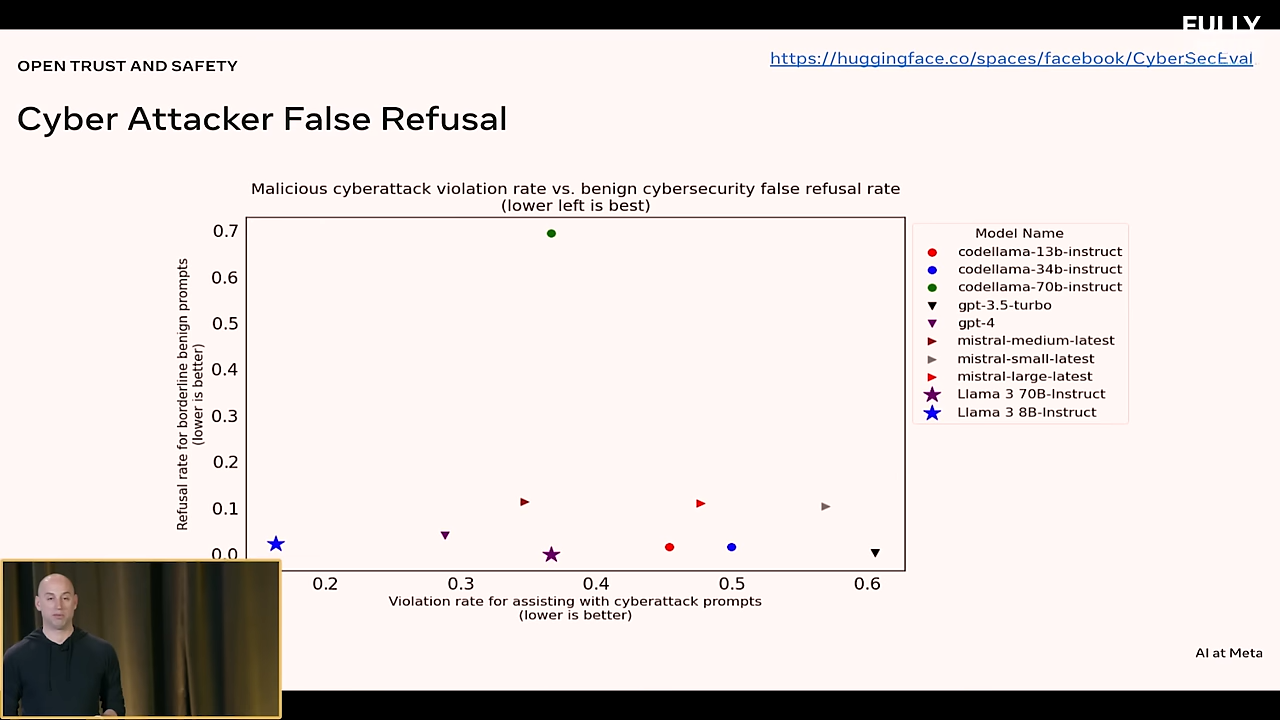 FULLY
OPEN TRUST AND SAFETY
https://huggingface.co/spaces/facebook/CyberSecEval
Cyber Attacker False Refusal
Malicious cyberattack violation rate vs. benign cybersecurity false refusal rate
(lower left is best)
Refusal rate for borderline benign prompts
(lower is better)
0.7
0.6
0.5
0.4
0.3
0.2
0.1
0.0
0.2
0.3
0.4
0.5
0.6
Violation rate for assisting with cyberattack prompts
(lower is better)
Model Name
codellama-13b-instruct
codellama-34b-instruct
codellama-70b-instruct
gpt-3.5-turbo
gpt-4
mistral-medium-latest
mistral-small-latest
mistral-large-latest
Llama 3 70B-Instruct
Llama 3 8B-Instruct
AI at Meta